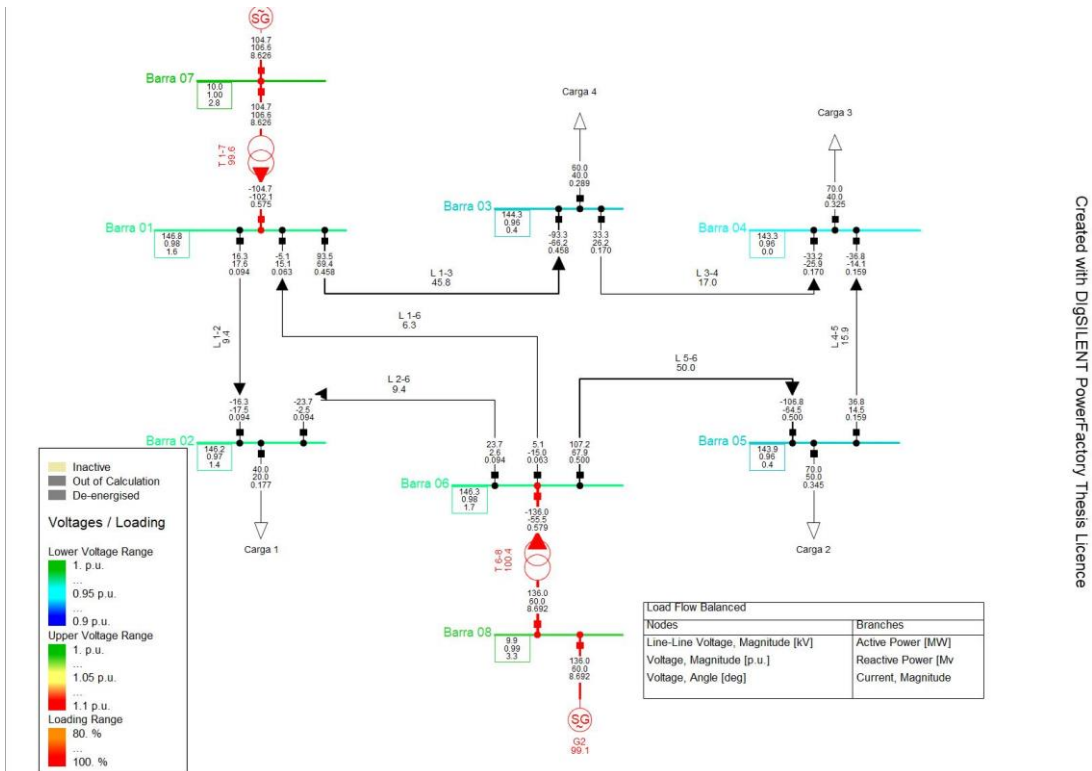 SG
104.7
106.6
8.626
Barra 07
10.0
1.00
2.8
104.7
106.6
8.626
T 1-7
99.6
-104.7
-102.1
0.575
Barra 01
146.8
0.98
1.6
16.3
17.6
0.094
-5.1
15.1
0.063
93.5
69.4
0.458
L 1-3
45.8
Carga 4
60.0
40.0
0.289
Barra 03
144.3
0.96
0.4
-93.3
-66.2
0.458
33.3
26.2
0.170
L 3-4
17.0
Carga 3
70.0
40.0
0.325
Barra 04
143.3
0.96
0.0
-33.2
-25.9
0.170
-36.8
-14.1
0.159
L 1-6
6.3
L 1-2
9.4
L 2-6
9.4
L 5-6
50.0
L 4-5
15.9
-16.3
-17.5
0.094
-23.7
-2.5
0.094
Barra 02
146.2
0.97
1.4
40.0
20.0
0.177
Carga 1
23.7
2.6
0.094
5.1
-15.0
0.063
107.2
67.9
0.500
Barra 06
146.3
0.98
1.7
-106.8
-64.5
0.500
36.8
14.5
0.159
Barra 05
143.9
0.96
0.4
70.0
50.0
0.345
Carga 2
-136.0
-55.5
0.579
T 6-8
100.4
136.0
60.0
8.692
Barra 08
9.9
0.99
3.3
136.0
60.0
8.692
SG
G2
99.1
Inactive
Out of Calculation
De-energised
Voltages / Loading
Lower Voltage Range
1. p.u.
...
0.95 p.u.
...
0.9 p.u.
Upper Voltage Range
1. p.u.
...
1.05 p.u.
...
1.1 p.u.
Loading Range
80. %
...
100. %
Load Flow Balanced
Nodes Branches
Line-Line Voltage, Magnitude [kV] Active Power [MW]
Voltage, Magnitude [p.u.] Reactive Power [Mv
Voltage, Angle [deg] Current, Magnitude
Created with DIgSILENT PowerFactory Thesis Licence